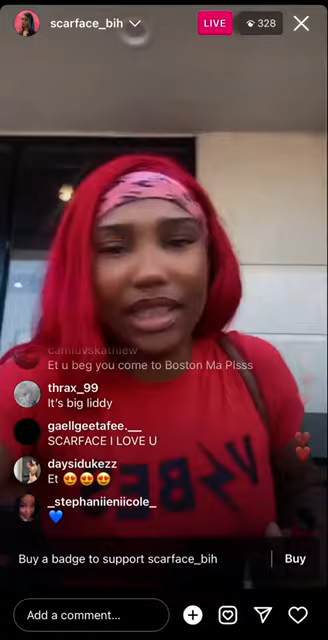 scarface_bih
LIVE
328
camiluvskathiew
Et u beg you come to Boston Ma Plsss
thrax_99
It's big liddy
gaellgeetafee.__
SCARFACE I LOVE U
daysidukezz
Et 😍😍😍
_stephaniieniicole_
💙
VIBES
Buy a badge to support scarface_bih
Buy
Add a comment...